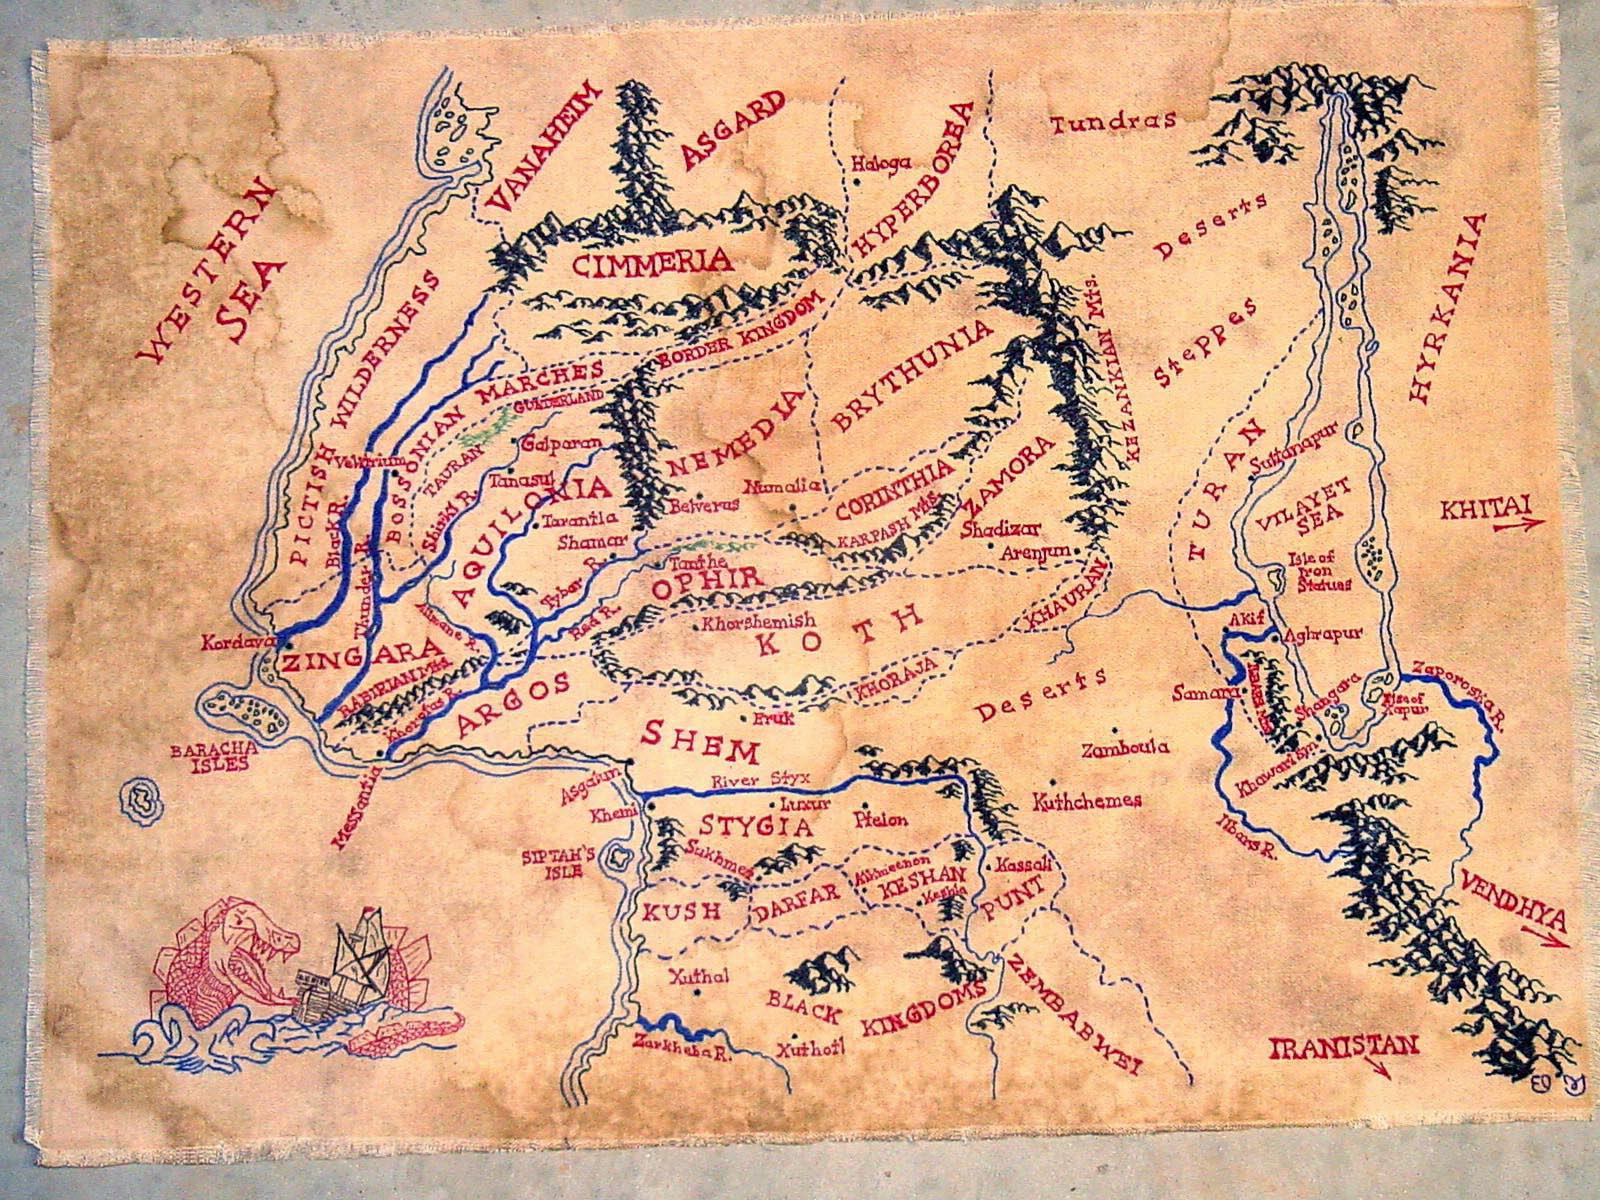 WESTERN
SEA
VANAHEIM
ASGARD
Haloga
HYPERBOREA
Tundras
Deserts
Steppes
HYRKANIA
CIMMERIA
PICTISH WILDERNESS
BORDER KINGDOM
BOSSONIAN MARCHES
GUNDERLAND
TAURAN
Galparan
Tanasul
Velitrium
Black R.
Thunder R.
Shirki R.
AQUILONIA
Tarantia
Shamar
NEMEDIA
Belverus
Numalia
BRYTHUNIA
KEZANKIAN Mts.
CORINTHIA
KARPASH Mts.
ZAMORA
Shadizar
Arenjun
TURAN
Sultanapur
VILAYET
SEA
Isle of
Iron
Statues
KHITAI
Tanthe
OPHIR
Tybor R.
Red R.
Alimane R.
Khorshemish
KOTH
KHAURAN
KHORAJA
Akif
Aghrapur
Kordava
ZINGARA
RABIRIAN Mts.
Khorotas R.
ARGOS
Messantia
BARACHA
ISLES
Eruk
SHEM
Deserts
Zamboula
Kuthchemes
Samara
Shangara
Isle of
Xapur
Zaporoska R.
Khawarism
Ilbars R.
Asgalun
River Styx
Khemi
Luxur
Pteion
STYGIA
SIPTAH'S
ISLE
Sukhmet
KUSH
DARFAR
KESHAN
Keshia
Kassali
PUNT
VENDHYA
Xuthal
BLACK KINGDOMS
ZEMBABWEI
Zarkheba R.
Xuthotl
IRANISTAN
03